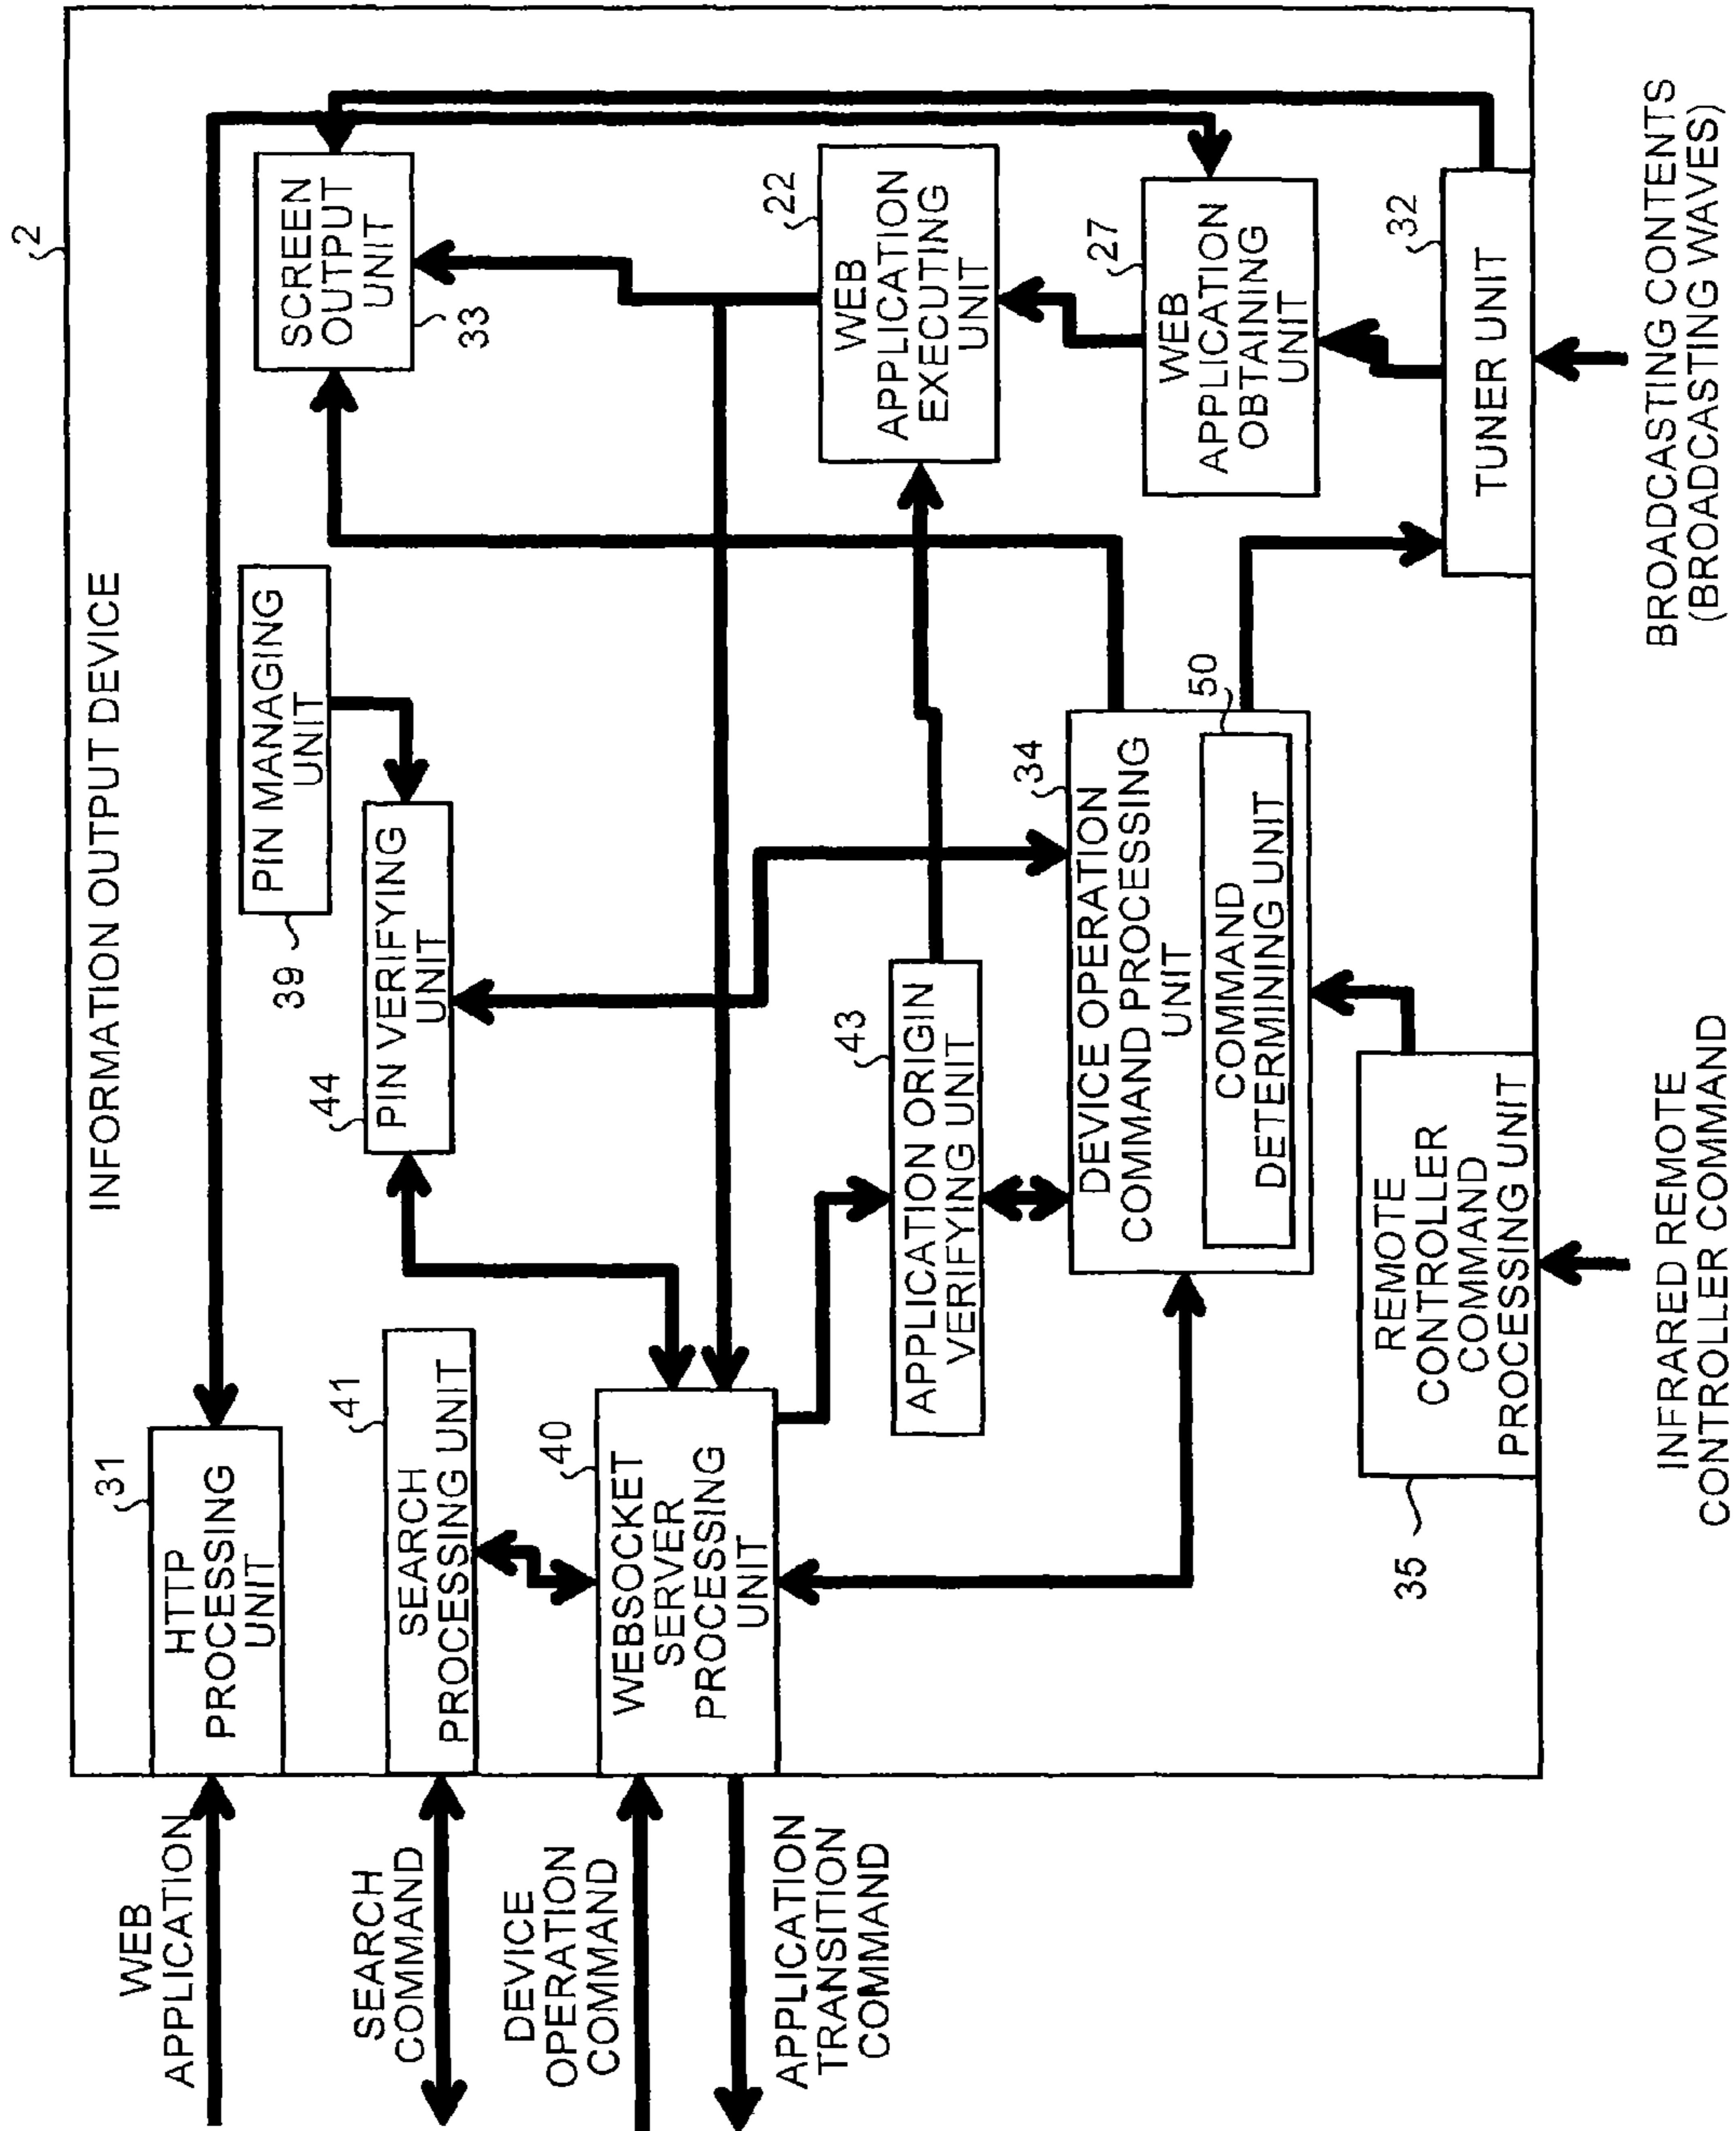 2
INFORMATION OUTPUT DEVICE
WEB
APPLICATION
SEARCH
COMMAND
DEVICE
OPERATION
COMMAND
APPLICATION
TRANSITION
COMMAND
31
HTTP
PROCESSING
UNIT
41
SEARCH
PROCESSING UNIT
40
WEBSOCKET
SERVER
PROCESSING
UNIT
39
PIN MANAGING
UNIT
44
PIN VERIFYING
UNIT
43
APPLICATION ORIGIN
VERIFYING UNIT
34
DEVICE OPERATION
COMMAND PROCESSING
UNIT
50
COMMAND
DETERMINING UNIT
35
REMOTE
CONTROLLER
COMMAND
PROCESSING UNIT
SCREEN
OUTPUT
UNIT
33
22
WEB
APPLICATION
EXECUTING
UNIT
27
WEB
APPLICATION
OBTAINING
UNIT
32
TUNER UNIT
INFRARED REMOTE
CONTROLLER COMMAND
BROADCASTING CONTENTS
(BROADCASTING WAVES)